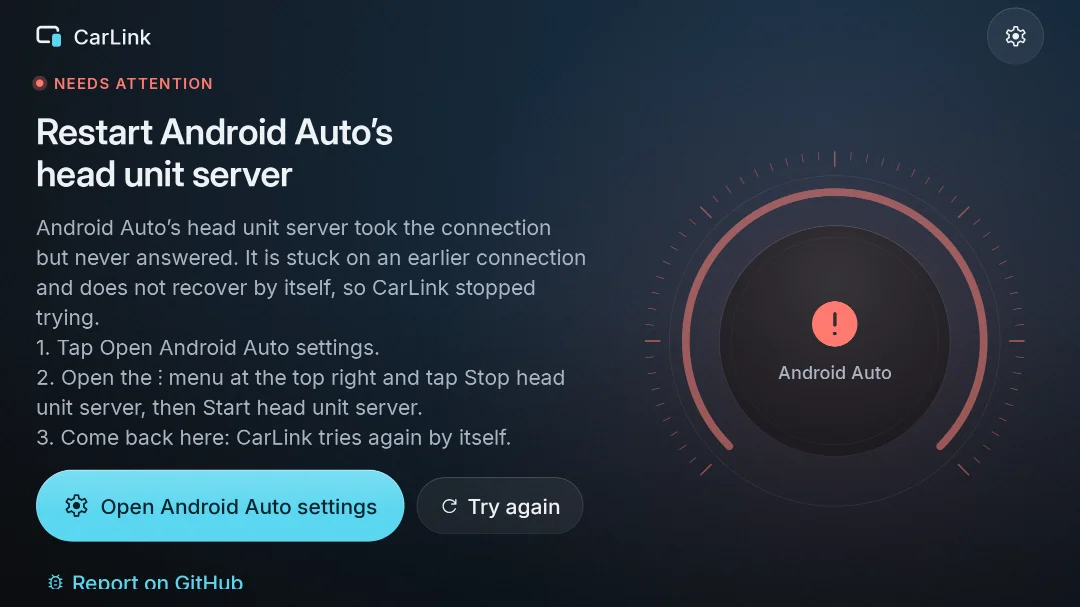 CarLink
NEEDS ATTENTION
Restart Android Auto’s
head unit server
Android Auto’s head unit server took the connection
but never answered. It is stuck on an earlier connection
and does not recover by itself, so CarLink stopped
trying.
1. Tap Open Android Auto settings.
2. Open the ⋮ menu at the top right and tap Stop head
unit server, then Start head unit server.
3. Come back here: CarLink tries again by itself.
Open Android Auto settings
Try again
Report on GitHub
Android Auto